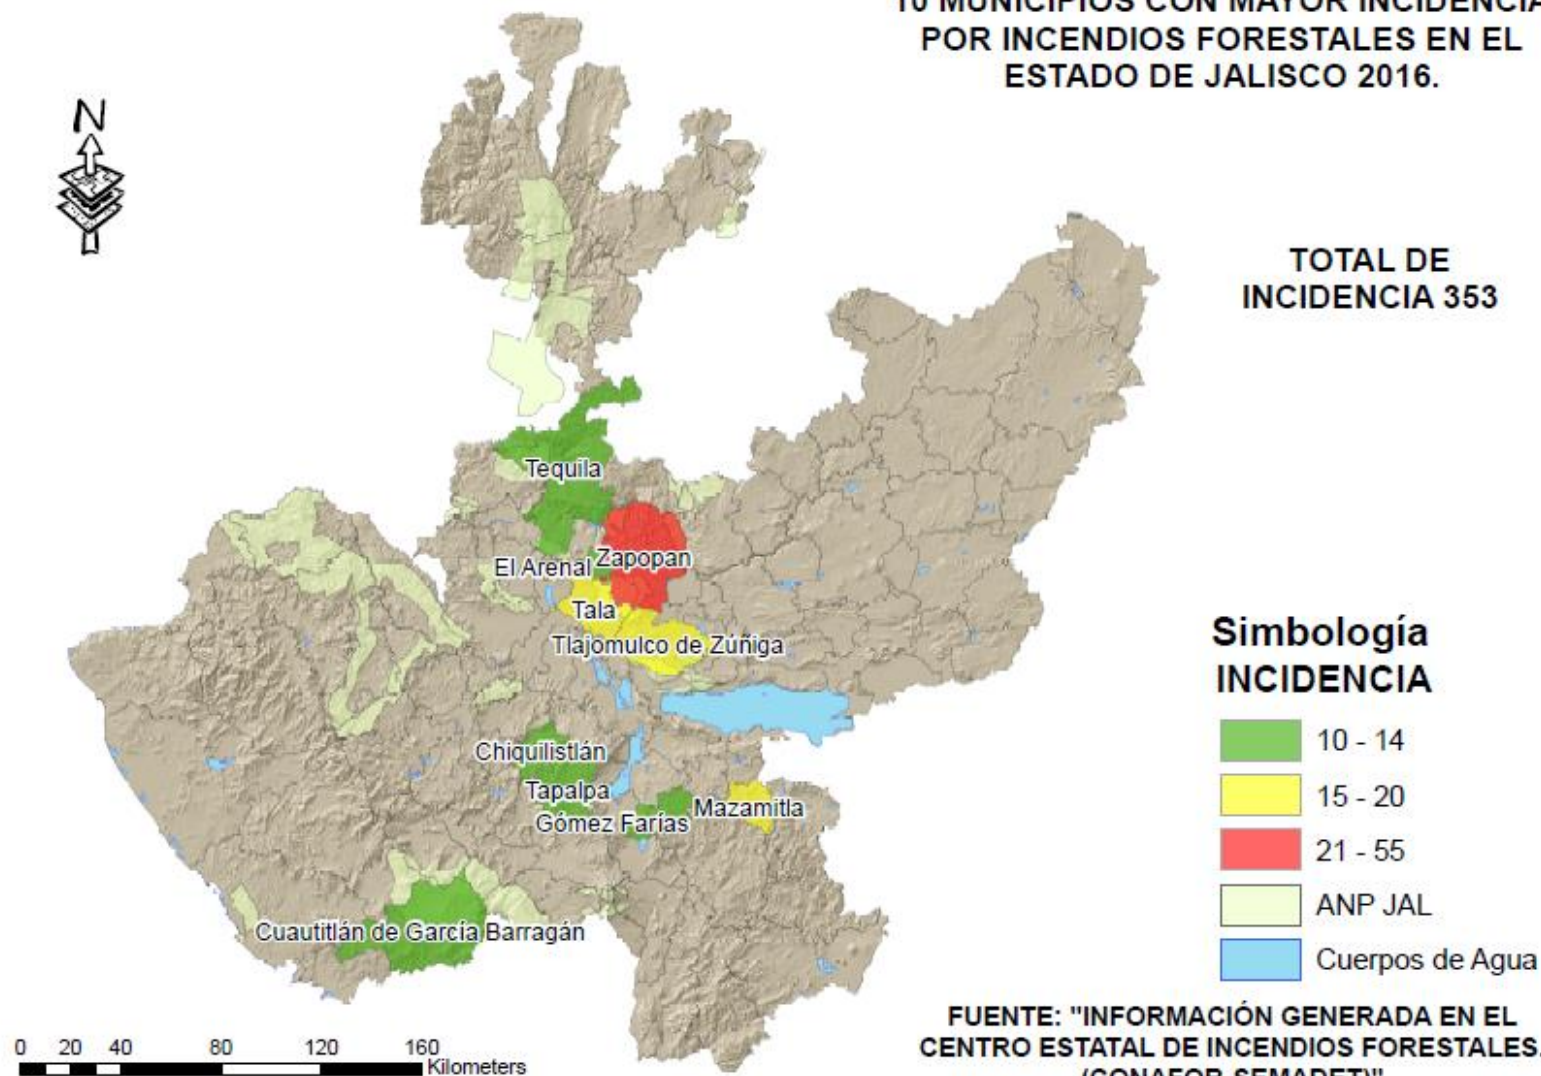 10 MUNICIPIOS CON MAYOR INCIDENCIA
POR INCENDIOS FORESTALES EN EL
ESTADO DE JALISCO 2016.
N
TOTAL DE
INCIDENCIA 353
Tequila
El Arenal
Zapopan
Tala
Tlajomulco de Zúñiga
Chiquilistlán
Tapalpa
Gómez Farías
Mazamitla
Cuautitlán de García Barragán
Simbología
INCIDENCIA
10 - 14
15 - 20
21 - 55
ANP JAL
Cuerpos de Agua
0 20 40 80 120 160
Kilometers
FUENTE: "INFORMACIÓN GENERADA EN EL
CENTRO ESTATAL DE INCENDIOS FORESTALES.
(CONAFOR-SEMADET)"